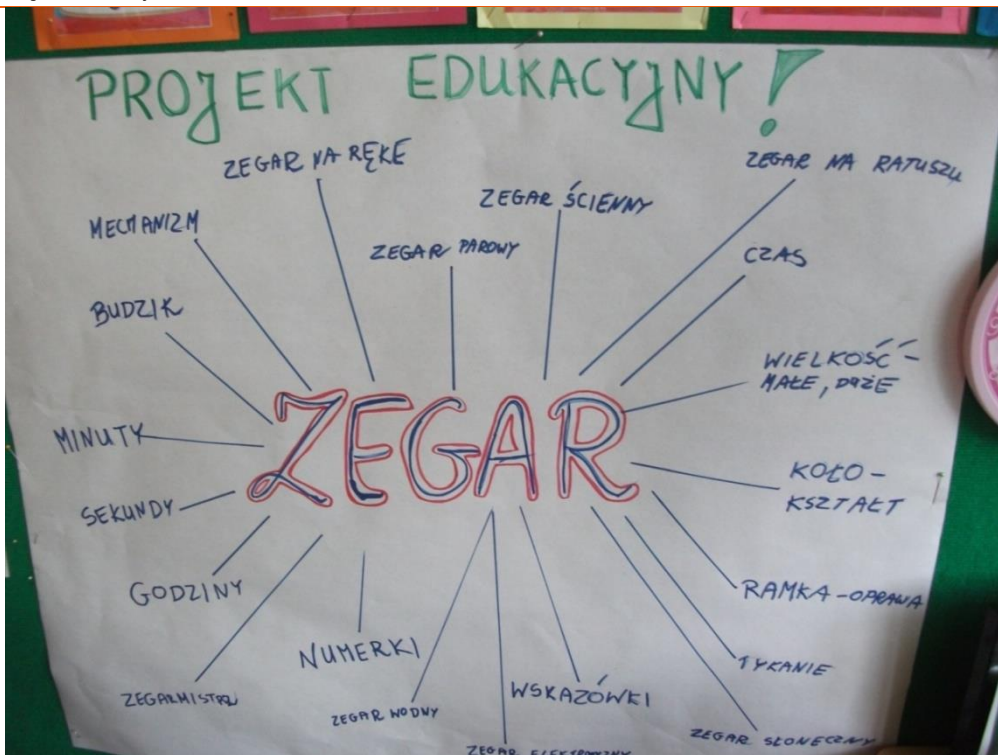 PROJEKT EDUKACYJNY!
ZEGAR NA RĘKĘ
ZEGAR NA RATUSZU
ZEGAR ŚCIENNY
MECHANIZM
ZEGAR PAROWY
CZAS
BUDZIK
WIELKOŚĆ -
MAŁE, DUŻE
ZEGAR
MINUTY
KOŁO -
KSZTAŁT
SEKUNDY
GODZINY
RAMKA - OPRAWA
NUMERKI
TYKANIE
ZEGARMISTRZ
WSKAZÓWKI
ZEGAR WODNY
ZEGAR SŁONECZNY
ZEGAR